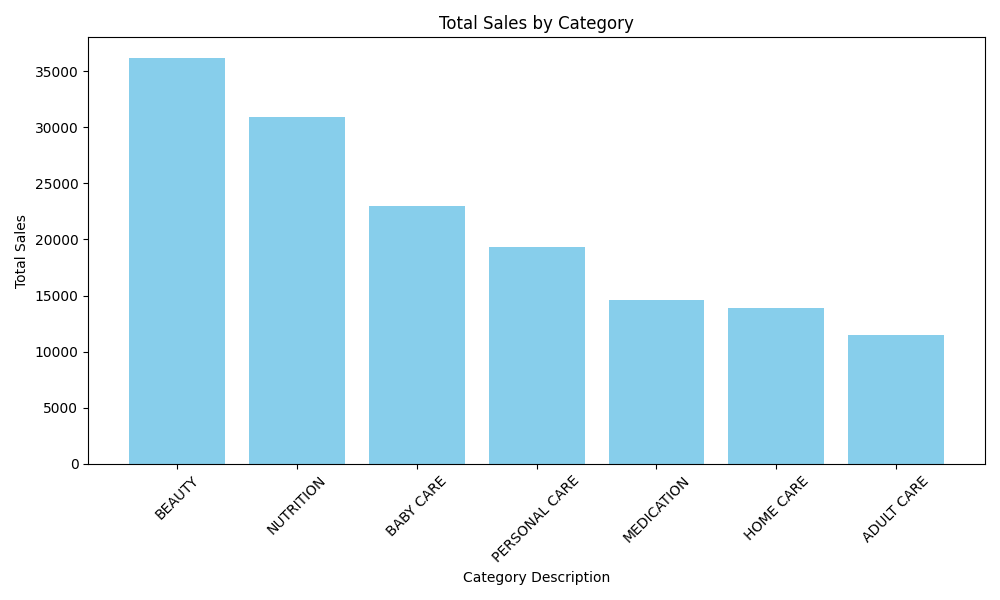 Total Sales by Category
Total Sales
35000
30000
25000
20000
15000
10000
5000
0
BEAUTY
NUTRITION
BABY CARE
PERSONAL CARE
MEDICATION
HOME CARE
ADULT CARE
Category Description